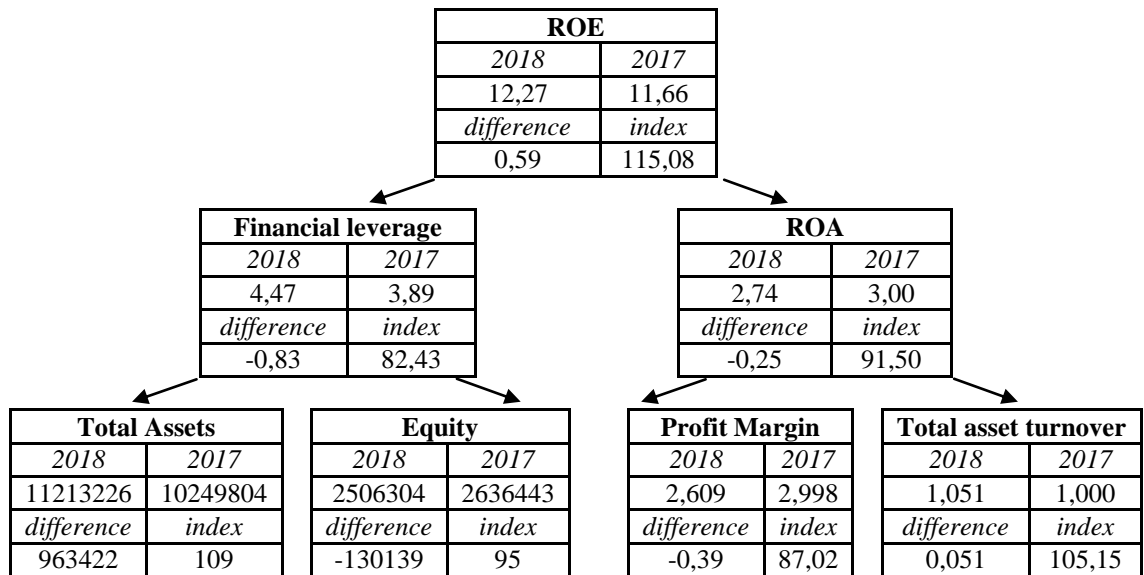 ROE
2018 2017
12,27 11,66
difference index
0,59 115,08
Financial leverage
2018 2017
4,47 3,89
difference index
-0,83 82,43
ROA
2018 2017
2,74 3,00
difference index
-0,25 91,50
Total Assets
2018 2017
11213226 10249804
difference index
963422 109
Equity
2018 2017
2506304 2636443
difference index
-130139 95
Profit Margin
2018 2017
2,609 2,998
difference index
-0,39 87,02
Total asset turnover
2018 2017
1,051 1,000
difference index
0,051 105,15